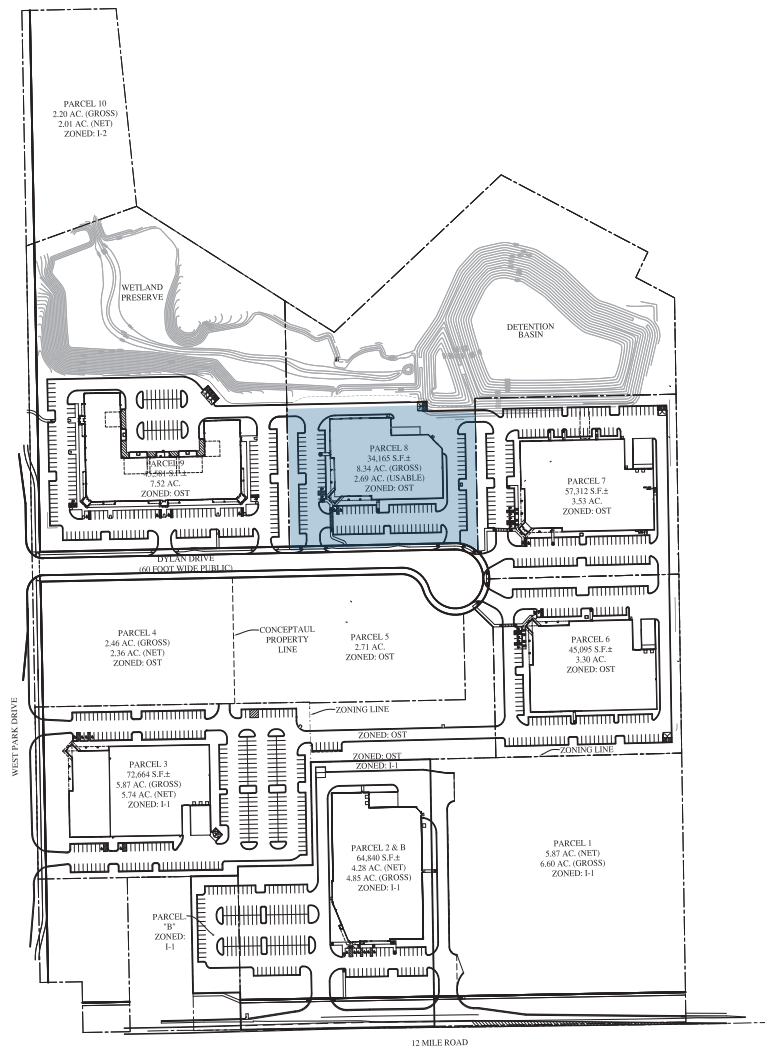 PARCEL 10
2.20 AC. (GROSS)
2.01 AC. (NET)
ZONED: I-2
WETLAND
PRESERVE
DETENTION
BASIN
PARCEL 9
S.F.±
7.52 AC.
ZONED: OST
PARCEL 8
34,165 S.F.±
8.34 AC. (GROSS)
2.69 AC. (USABLE)
ZONED: OST
PARCEL 7
57,312 S.F.±
3.53 AC.
ZONED: OST
DYLAN DRIVE
(60 FOOT WIDE PUBLIC)
PARCEL 4
2.46 AC. (GROSS)
2.36 AC. (NET)
ZONED: OST
CONCEPTAUL
PROPERTY
LINE
PARCEL 5
2.71 AC.
ZONED: OST
PARCEL 6
45,095 S.F.±
3.30 AC.
ZONED: OST
WEST PARK DRIVE
ZONING LINE
ZONED: OST
ZONED: OST
ZONED: I-1
ZONING LINE
PARCEL 3
72,664 S.F.±
5.87 AC. (GROSS)
5.74 AC. (NET)
ZONED: I-1
PARCEL 2 & B
64,840 S.F.±
4.28 AC. (NET)
4.85 AC. (GROSS)
ZONED: I-1
PARCEL 1
5.87 AC. (NET)
6.60 AC. (GROSS)
ZONED: I-1
PARCEL
"B"
ZONED:
I-1
12 MILE ROAD